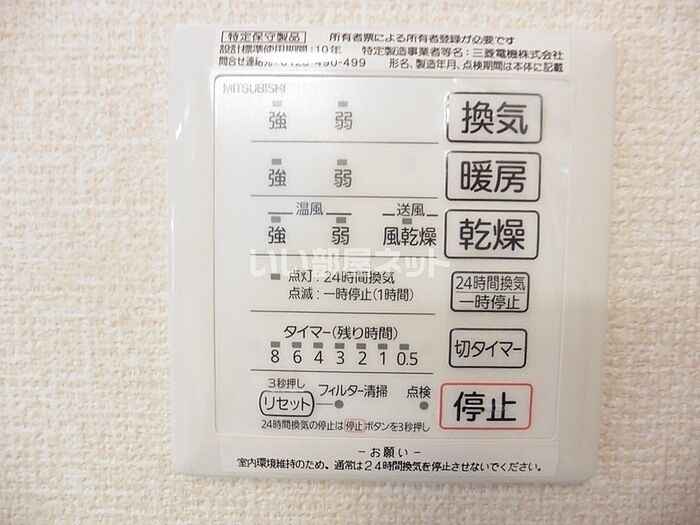 特定保守製品 所有者票による所有者登録が必要です
設計標準使用期間:10年 特定製造事業者等名:三菱電機株式会社
問合せ連絡先:0120-490-499 形名、製造年月、点検期間は本体に記載
MITSUBISHI
強 弱 換気
強 弱 暖房
温風 送風
強 弱 風乾燥 乾燥
いい部屋ネット
点灯:24時間換気
点滅:一時停止(1時間)
24時間換気
一時停止
タイマー(残り時間)
8 6 4 3 2 1 0.5
切タイマー
3秒押し
リセット フィルター清掃 点検
停止
24時間換気の停止は停止ボタンを3秒押し
-お願い-
室内環境維持のため、通常は24時間換気を停止させないでください。